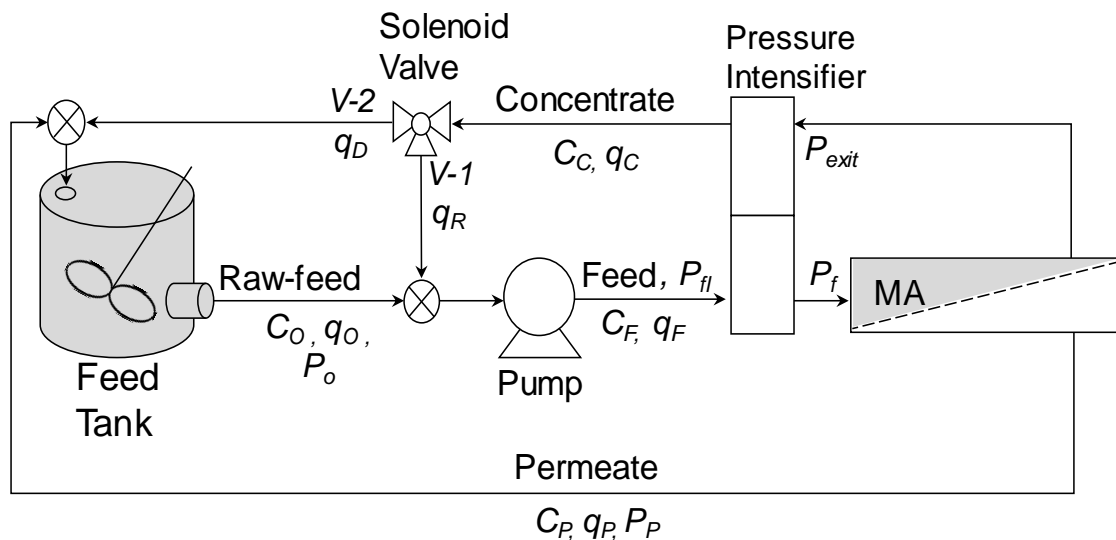 Solenoid
Valve
Pressure
Intensifier
V-2
Concentrate
q_D
C_C, q_C
P_exit
V-1
q_R
Raw-feed
Feed, P_fI
P_f
MA
C_O , q_O ,
P_o
C_F, q_F
Feed
Tank
Pump
Permeate
C_P, q_P, P_P